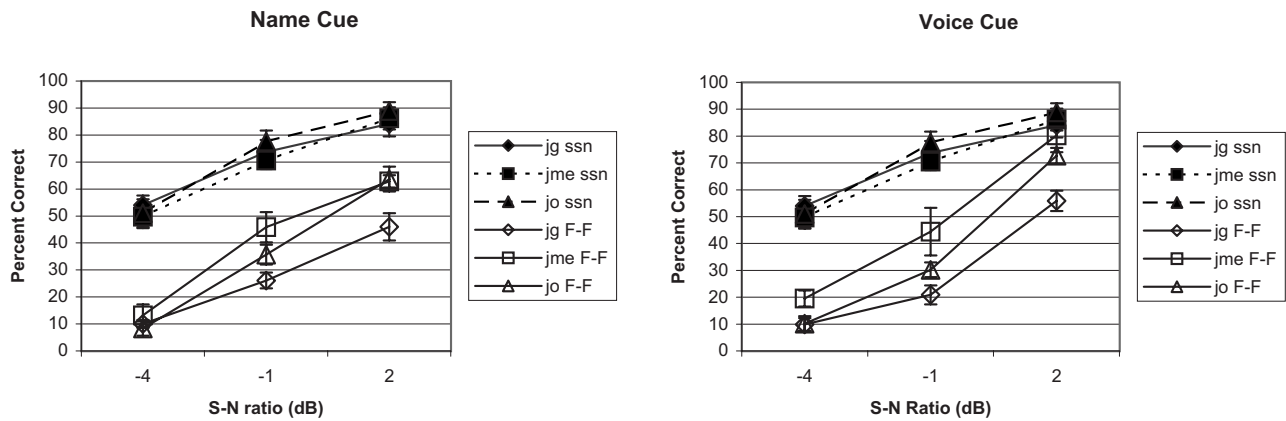 Name Cue
Percent Correct
100
90
80
70
60
50
40
30
20
10
0
-4 -1 2
S-N ratio (dB)
jg ssn
jme ssn
jo ssn
jg F-F
jme F-F
jo F-F
Voice Cue
Percent Correct
100
90
80
70
60
50
40
30
20
10
0
-4 -1 2
S-N Ratio (dB)
jg ssn
jme ssn
jo ssn
jg F-F
jme F-F
jo F-F